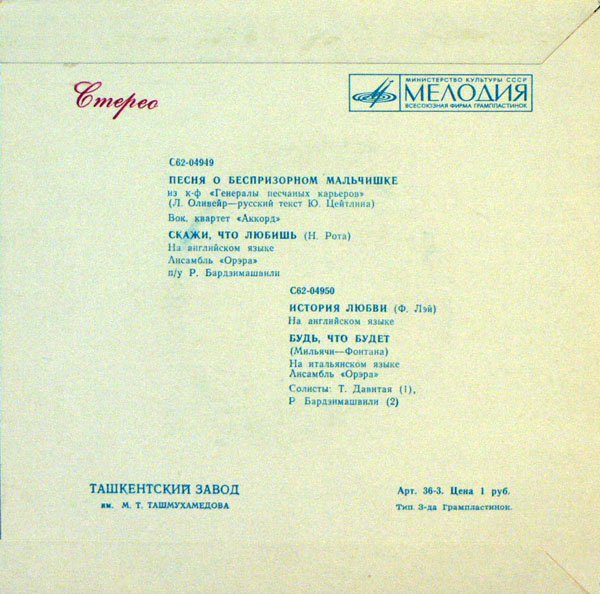 Стерео
МИНИСТЕРСТВО КУЛЬТУРЫ СССР
МЕЛОДИЯ
ВСЕСОЮЗНАЯ ФИРМА ГРАМПЛАСТИНОК
С62-04949
ПЕСНЯ О БЕСПРИЗОРНОМ МАЛЬЧИШКЕ
из к-ф «Генералы песчаных карьеров»
(Л. Оливейр—русский текст Ю. Цейтлина)
Вок. квартет «Аккорд»
СКАЖИ, ЧТО ЛЮБИШЬ (Н. Рота)
На английском языке
Ансамбль «Орэра»
п/у Р. Бардзимашвили
С62-04950
ИСТОРИЯ ЛЮБВИ (Ф. Лэй)
На английском языке
БУДЬ, ЧТО БУДЕТ
(Мильячи—Фонтана)
На итальянском языке
Ансамбль «Орэра»
Солисты: Т. Давитая (1),
Р Бардзимашвили (2)
ТАШКЕНТСКИЙ ЗАВОД
им. М. Т. ТАШМУХАМЕДОВА
Арт. 36-3. Цена 1 руб.
Тип. З-да Грампластинок.